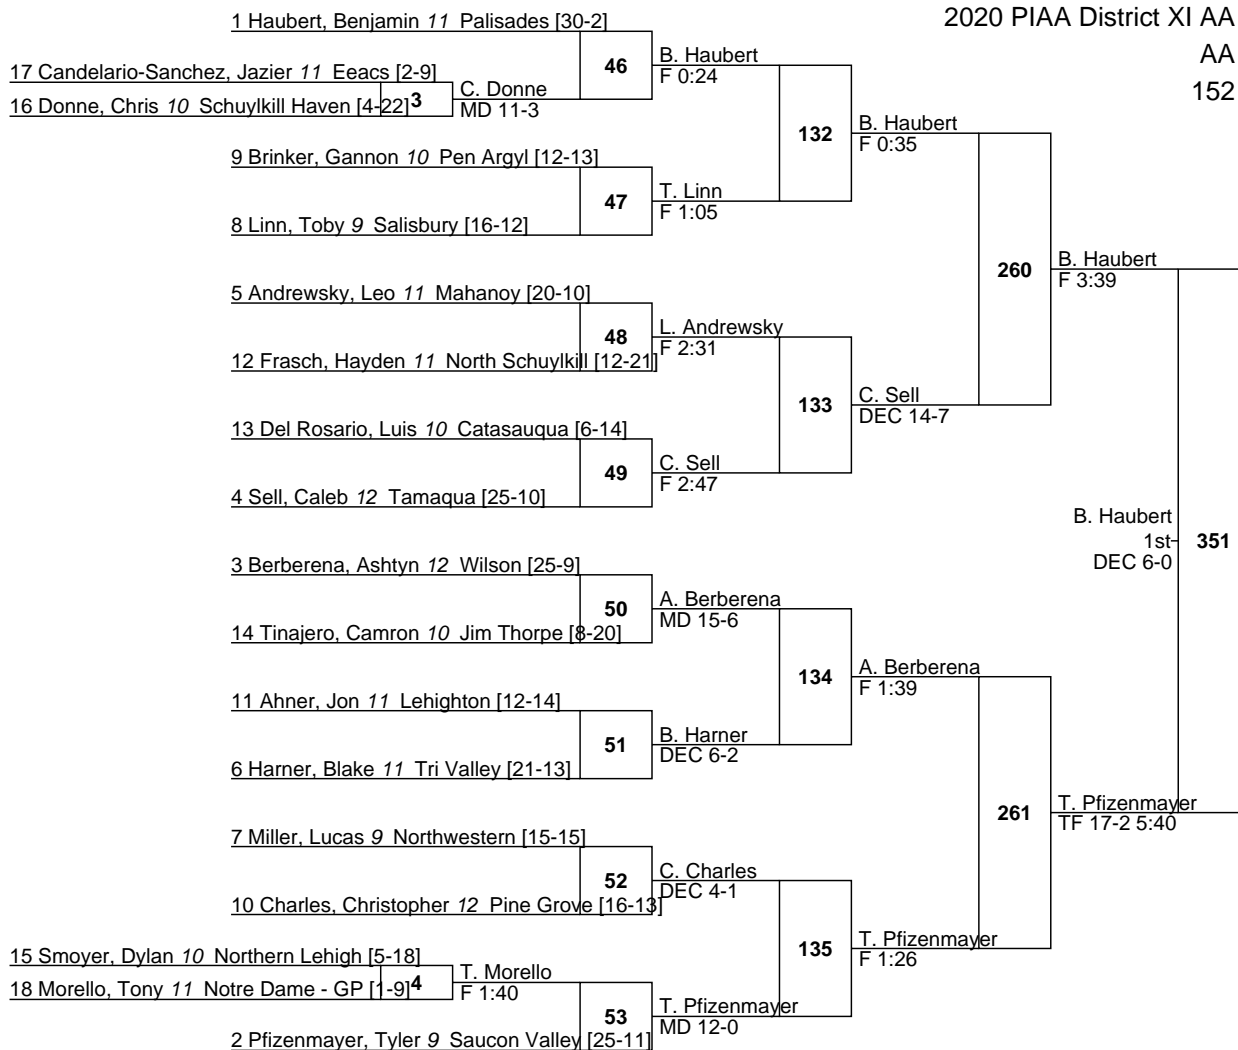 2020 PIAA District XI AA
AA
152
1 Haubert, Benjamin 11 Palisades [30-2]
46
B. Haubert
F 0:24
17 Candelario-Sanchez, Jazier 11 Eeacs [2-9]
3
C. Donne
MD 11-3
16 Donne, Chris 10 Schuylkill Haven [4-22]
132
B. Haubert
F 0:35
9 Brinker, Gannon 10 Pen Argyl [12-13]
47
T. Linn
F 1:05
8 Linn, Toby 9 Salisbury [16-12]
260
B. Haubert
F 3:39
5 Andrewsky, Leo 11 Mahanoy [20-10]
48
L. Andrewsky
F 2:31
12 Frasch, Hayden 11 North Schuylkill [12-21]
133
C. Sell
DEC 14-7
13 Del Rosario, Luis 10 Catasauqua [6-14]
49
C. Sell
F 2:47
4 Sell, Caleb 12 Tamaqua [25-10]
B. Haubert
1st
DEC 6-0
351
3 Berberena, Ashtyn 12 Wilson [25-9]
50
A. Berberena
MD 15-6
14 Tinajero, Camron 10 Jim Thorpe [8-20]
134
A. Berberena
F 1:39
11 Ahner, Jon 11 Lehighton [12-14]
51
B. Harner
DEC 6-2
6 Harner, Blake 11 Tri Valley [21-13]
261
T. Pfizenmayer
TF 17-2 5:40
7 Miller, Lucas 9 Northwestern [15-15]
52
C. Charles
DEC 4-1
10 Charles, Christopher 12 Pine Grove [16-13]
135
T. Pfizenmayer
F 1:26
15 Smoyer, Dylan 10 Northern Lehigh [5-18]
4
T. Morello
F 1:40
18 Morello, Tony 11 Notre Dame - GP [1-9]
53
T. Pfizenmayer
MD 12-0
2 Pfizenmayer, Tyler 9 Saucon Valley [25-11]